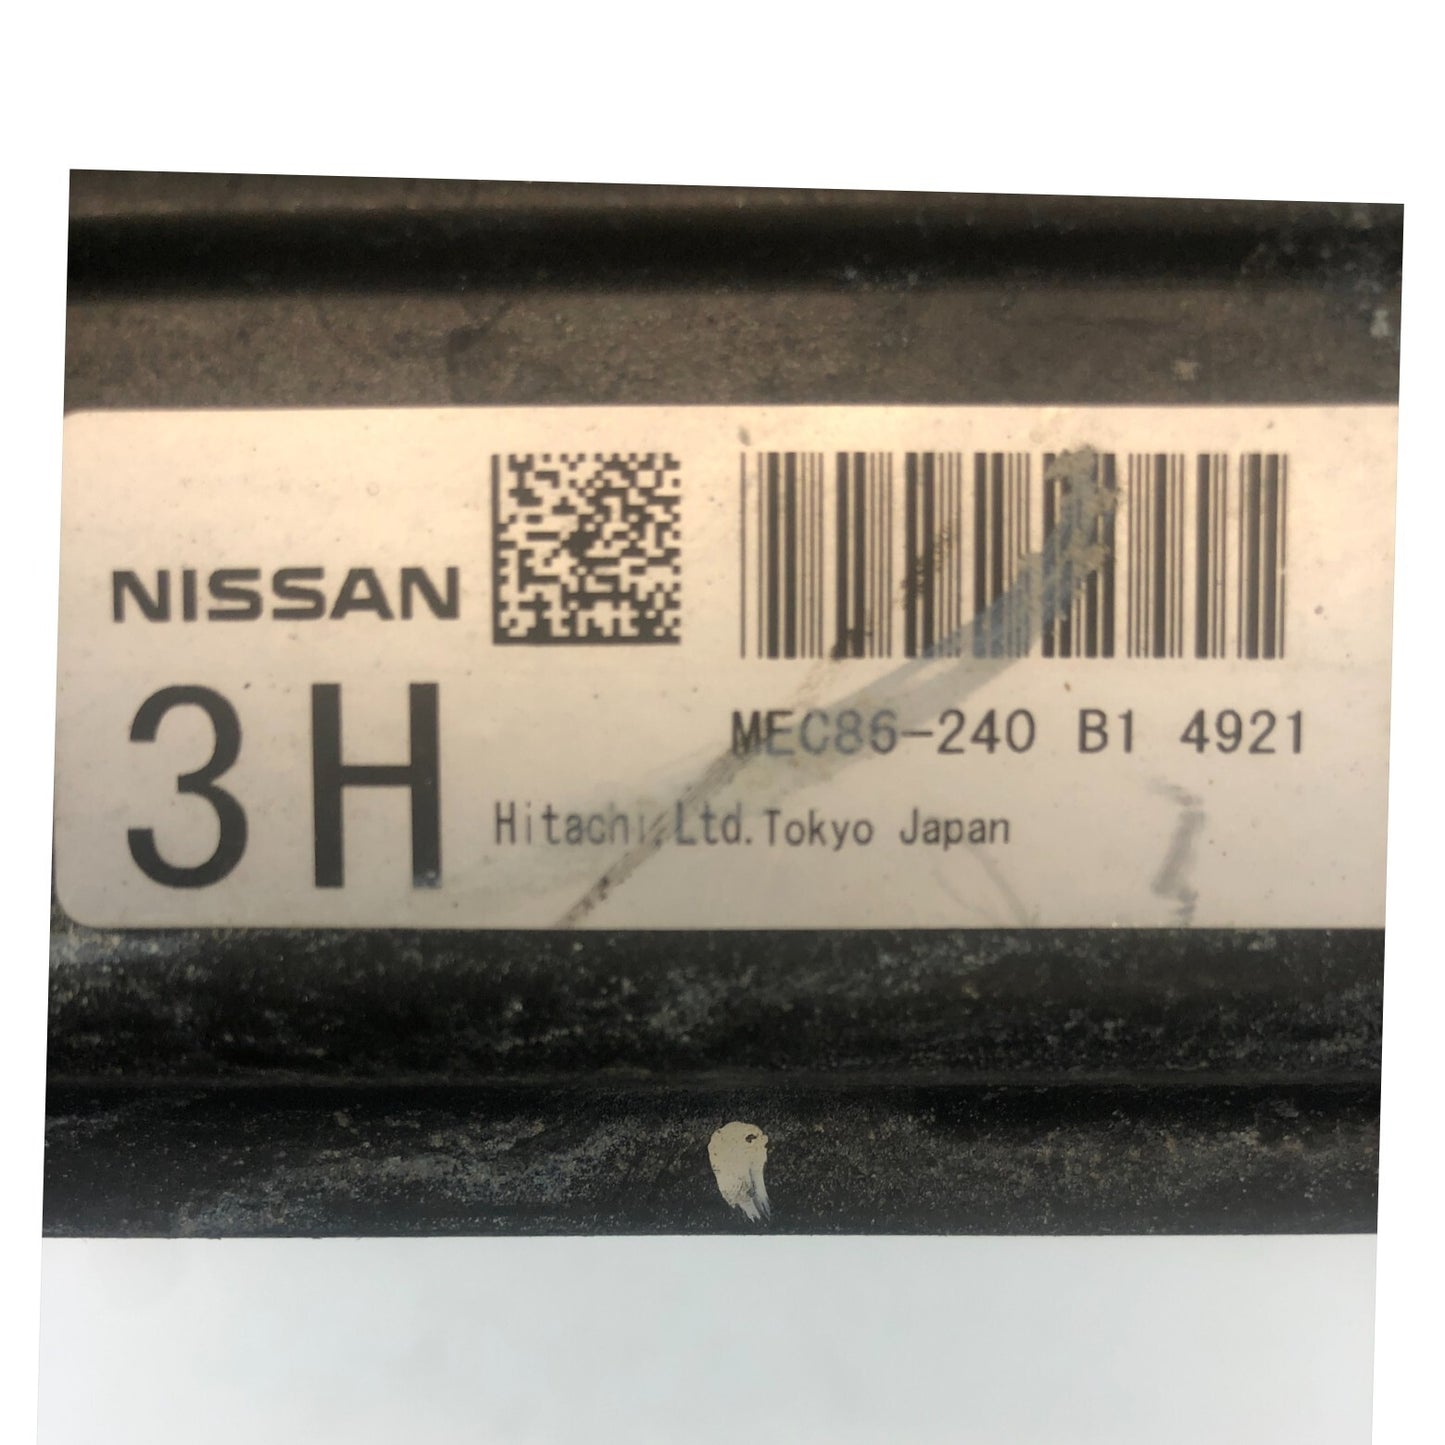 NISSAN
3H
MEC86-240 B1 4921
Hitachi,Ltd.Tokyo Japan